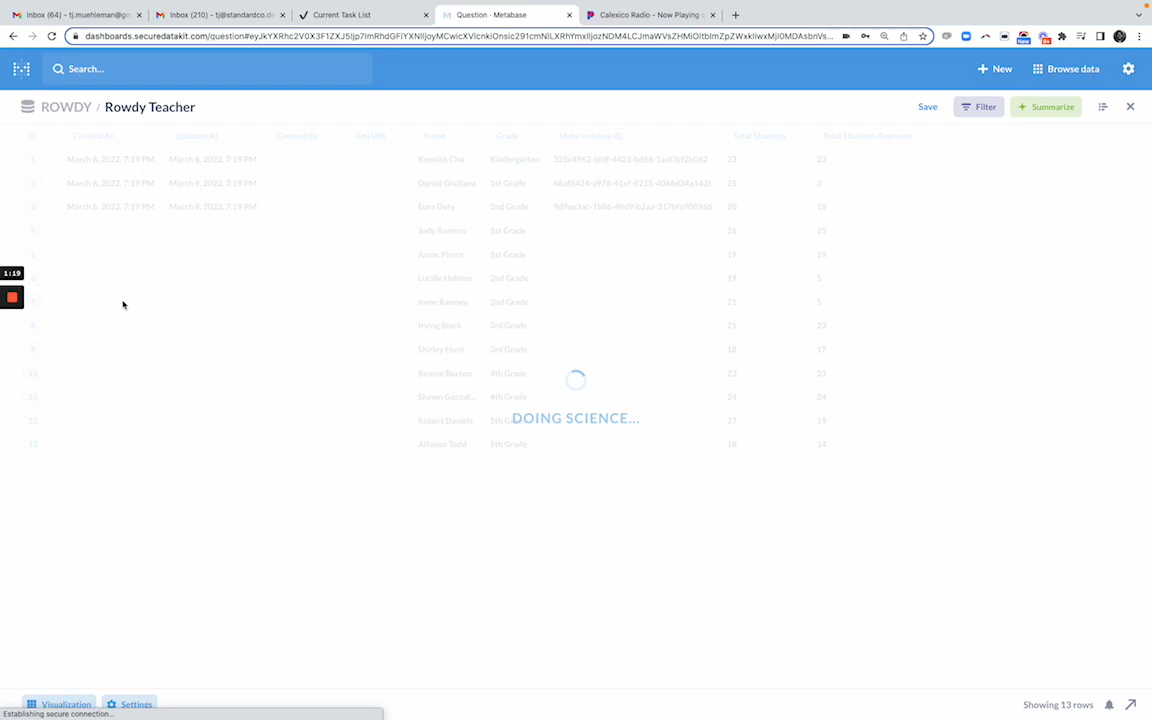 Inbox (64) - tj.muehleman@gm Inbox (210) - tj@standardco.de Current Task List Question · Metabase Calexico Radio - Now Playing o
dashboards.securedatakit.com/question#
Search... New Browse data
ROWDY / Rowdy Teacher Save Filter Summarize
ID Created At Updated At Created By Xml URL Name Grade Meta Instance ID Total Students Total Students Assessed
1 March 8, 2022, 7:19 PM March 8, 2022, 7:19 PM Kennith Cho Kindergarten 23 23
2 March 8, 2022, 7:19 PM March 8, 2022, 7:19 PM Daniel Orellana 1st Grade 25 3
3 March 8, 2022, 7:19 PM March 8, 2022, 7:19 PM Eura Doty 2nd Grade 20 18
4 Jody Romero 1st Grade 26 25
1:19
5 Amos Pierce 1st Grade 19 19
6 Lucille Holmes 2nd Grade 19 5
7 Irene Ramsey 2nd Grade 21 5
8 Irving Black 3rd Grade 25 23
9 Shirley Hunt 3rd Grade 18 17
10 Bennie Burton 4th Grade 23 23
11 Shawn Gonzal... 4th Grade 24 24
DOING SCIENCE...
12 Robert Daniels 5th 27 19
13 Alfonso Todd 5th Grade 18 14
Visualization Settings Showing 13 rows
Establishing secure connection...